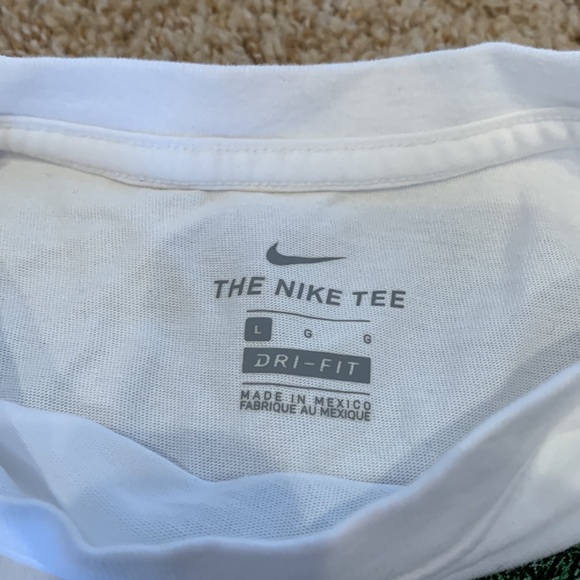 THE NIKE TEE
L G G
DRI-FIT
MADE IN MEXICO
FABRIQUE AU MEXIQUE